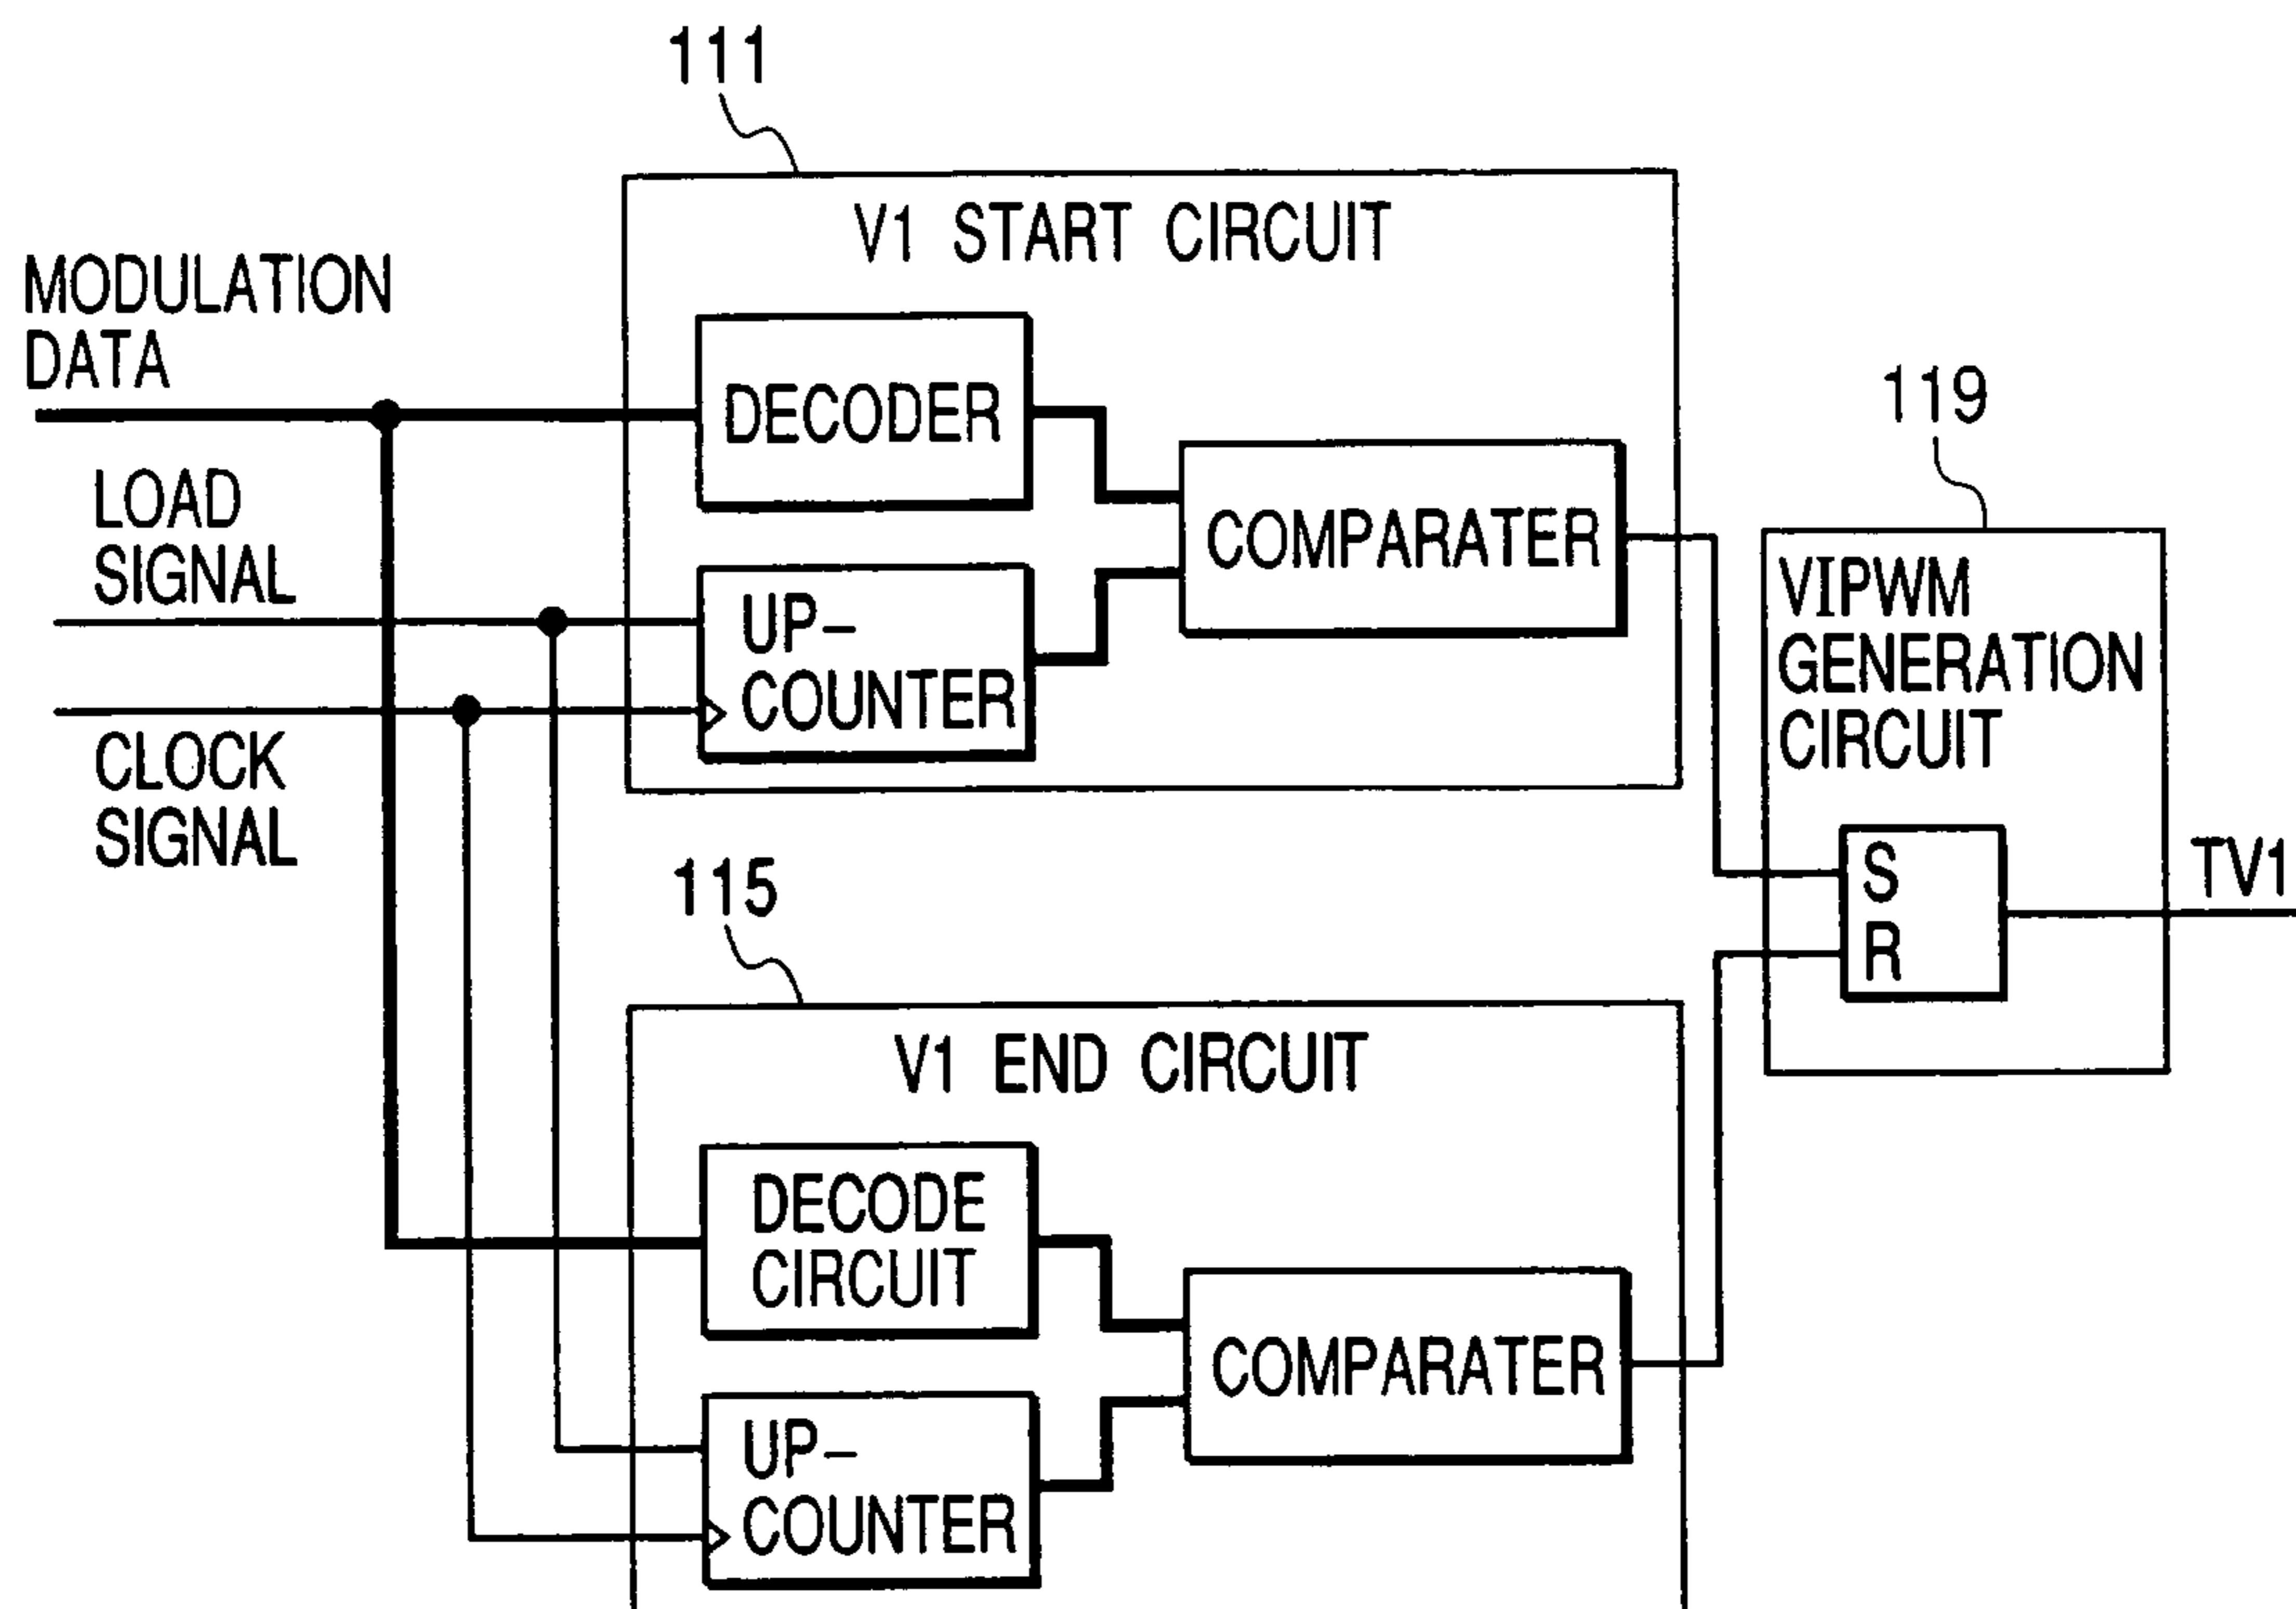 111
V1 START CIRCUIT
MODULATION
DATA
DECODER
119
LOAD
SIGNAL
COMPARATER
UP-
COUNTER
VIPWM
GENERATION
CIRCUIT
CLOCK
SIGNAL
S
R
TV1
115
V1 END CIRCUIT
DECODE
CIRCUIT
COMPARATER
UP-
COUNTER